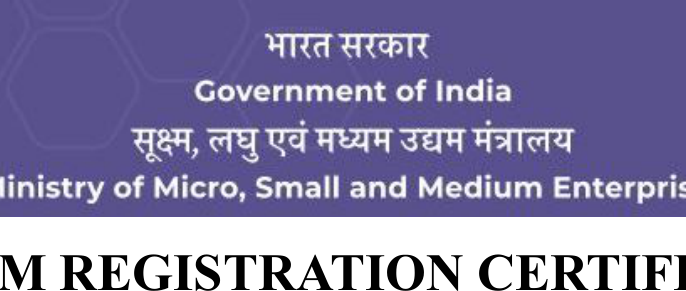 भारत सरकार
Government of India
सूक्ष्म, लघु एवं मध्यम उद्यम मंत्रालय
Ministry of Micro, Small and Medium Enterpris
M REGISTRATION CERTIFI